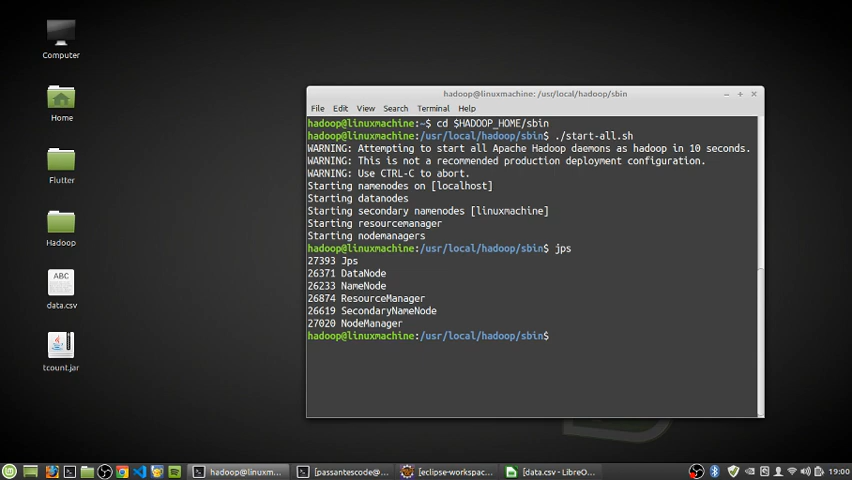 Computer
Home
Flutter
Hadoop
ABC
data.csv
tcount.jar
hadoop@linuxmachine: /usr/local/hadoop/sbin
File Edit View Search Terminal Help
hadoop@linuxmachine:~$ cd $HADOOP_HOME/sbin
hadoop@linuxmachine:/usr/local/hadoop/sbin$ ./start-all.sh
WARNING: Attempting to start all Apache Hadoop daemons as hadoop in 10 seconds.
WARNING: This is not a recommended production deployment configuration.
WARNING: Use CTRL-C to abort.
Starting namenodes on [localhost]
Starting datanodes
Starting secondary namenodes [linuxmachine]
Starting resourcemanager
Starting nodemanagers
hadoop@linuxmachine:/usr/local/hadoop/sbin$ jps
27393 Jps
26371 DataNode
26233 NameNode
26874 ResourceManager
26619 SecondaryNameNode
27020 NodeManager
hadoop@linuxmachine:/usr/local/hadoop/sbin$
hadoop@linuxm... [passantescode@... [eclipse-workspac... [data.csv - LibreO... 19:00